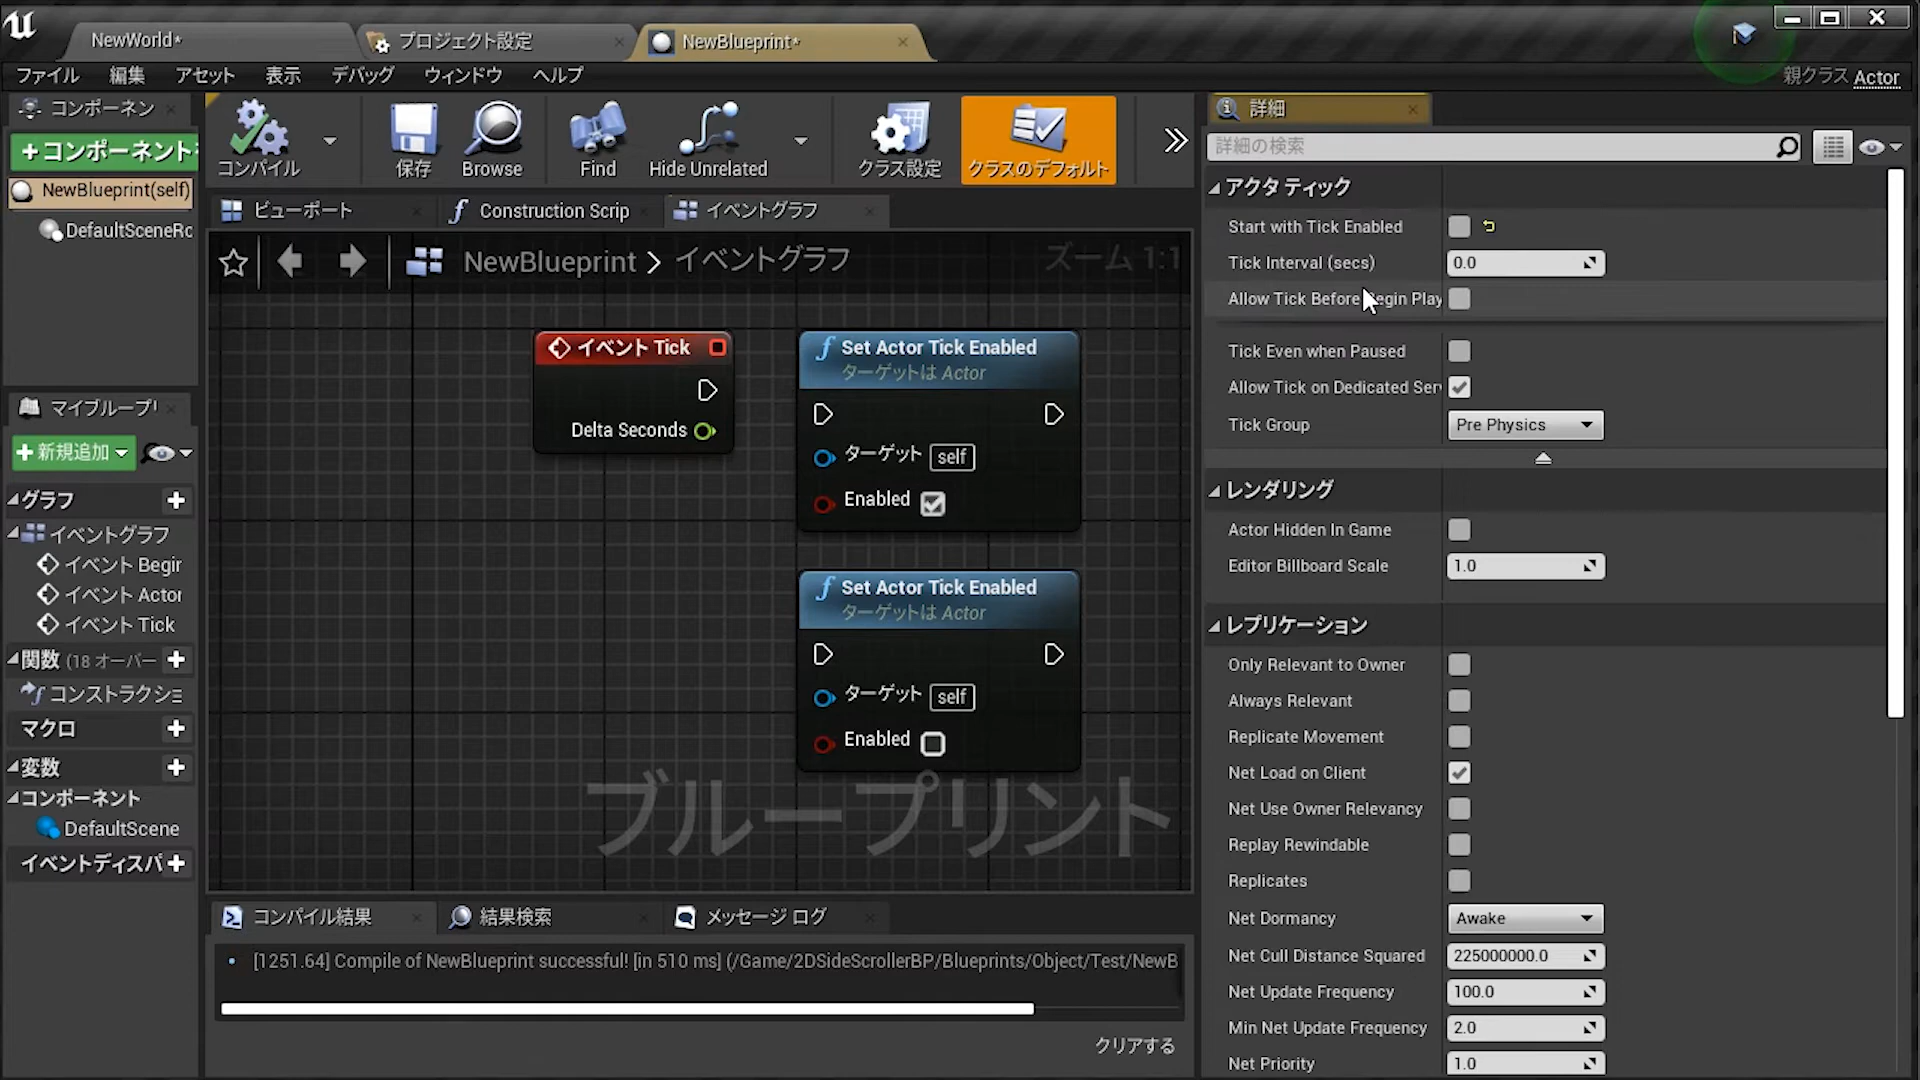 NewWorld*
プロジェクト設定
NewBlueprint*
ファイル 編集 アセット 表示 デバッグ ウィンドウ ヘルプ
親クラス Actor
コンポーネン
+コンポーネント
NewBlueprint(self)
DefaultSceneRo
コンパイル
保存
Browse
Find
Hide Unrelated
クラス設定
クラスのデフォルト
ビューポート
Construction Scrip
イベントグラフ
NewBlueprint > イベントグラフ
ズーム 1:1
イベント Tick
Delta Seconds
Set Actor Tick Enabled
ターゲットは Actor
ターゲット self
Enabled
Set Actor Tick Enabled
ターゲットは Actor
ターゲット self
Enabled
ブループリント
マイブループリ
+新規追加
グラフ
イベントグラフ
イベント Begin
イベント Actor
イベント Tick
関数 (18 オーバー
コンストラクショ
マクロ
変数
コンポーネント
DefaultScene
イベントディスパ
コンパイル結果
結果検索
メッセージ ログ
[1251.64] Compile of NewBlueprint successful! [in 510 ms] (/Game/2DSideScrollerBP/Blueprints/Object/Test/NewB
クリアする
詳細
詳細の検索
アクタ ティック
Start with Tick Enabled
Tick Interval (secs) 0.0
Allow Tick Before Begin Play
Tick Even when Paused
Allow Tick on Dedicated Ser
Tick Group Pre Physics
レンダリング
Actor Hidden In Game
Editor Billboard Scale 1.0
レプリケーション
Only Relevant to Owner
Always Relevant
Replicate Movement
Net Load on Client
Net Use Owner Relevancy
Replay Rewindable
Replicates
Net Dormancy Awake
Net Cull Distance Squared 225000000.0
Net Update Frequency 100.0
Min Net Update Frequency 2.0
Net Priority 1.0